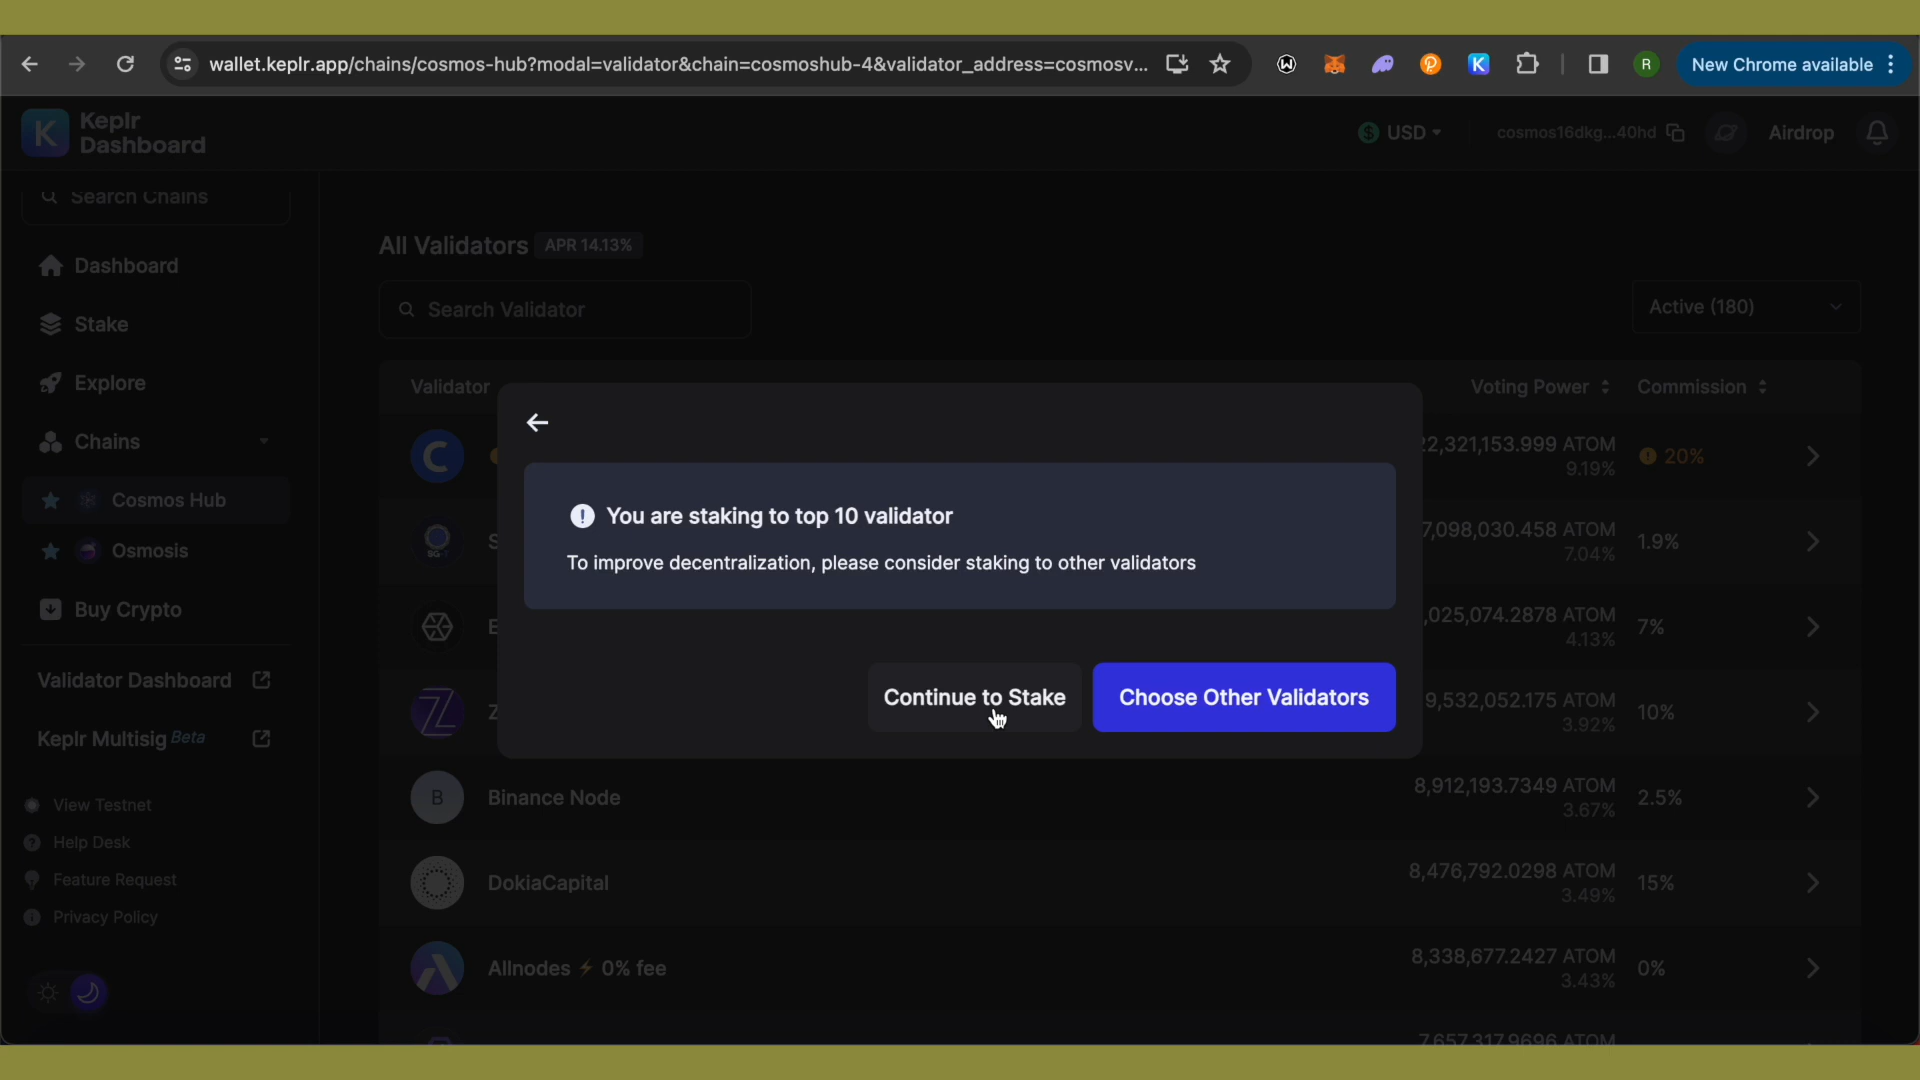 wallet.keplr.app/chains/cosmos-hub?modal=validator&chain=cosmoshub-4&validator_address=cosmosv...
R
New Chrome available
K
Keplr
Dashboard
USD
cosmos16dkg...40hd
Airdrop
Search Chains
Dashboard
Stake
Explore
Chains
Cosmos Hub
Osmosis
Buy Crypto
Validator Dashboard
Keplr Multisig Beta
View Testnet
Help Desk
Feature Request
Privacy Policy
All Validators APR 14.13%
Search Validator
Active (180)
Validator Voting Power Commission
22,321,153.999 ATOM 20%
9.19%
7,098,030.458 ATOM 1.9%
7.04%
,025,074.2878 ATOM 7%
4.13%
9,532,052.175 ATOM 10%
3.92%
You are staking to top 10 validator
To improve decentralization, please consider staking to other validators
Continue to Stake
Choose Other Validators
B Binance Node 8,912,193.7349 ATOM 2.5%
3.67%
DokiaCapital 8,476,792.0298 ATOM 15%
3.49%
Allnodes ⚡ 0% fee 8,338,677.2427 ATOM 0%
3.43%
7,657,317.9696 ATOM